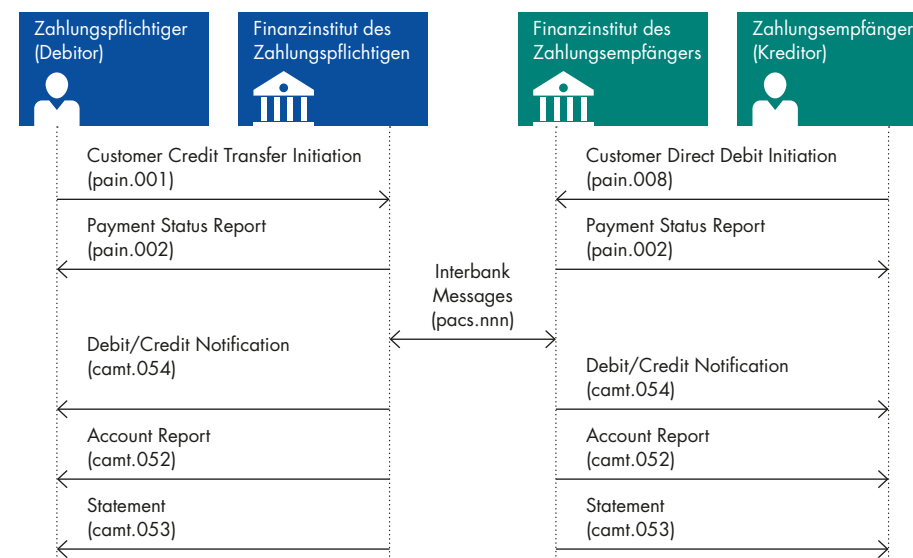 Zahlungspflichtiger
(Debitor)
Finanzinstitut des
Zahlungspflichtigen
Finanzinstitut des
Zahlungsempfängers
Zahlungsempfänger
(Kreditor)
Customer Credit Transfer Initiation
(pain.001)
Customer Direct Debit Initiation
(pain.008)
Payment Status Report
(pain.002)
Payment Status Report
(pain.002)
Interbank
Messages
(pacs.nnn)
Debit/Credit Notification
(camt.054)
Debit/Credit Notification
(camt.054)
Account Report
(camt.052)
Account Report
(camt.052)
Statement
(camt.053)
Statement
(camt.053)